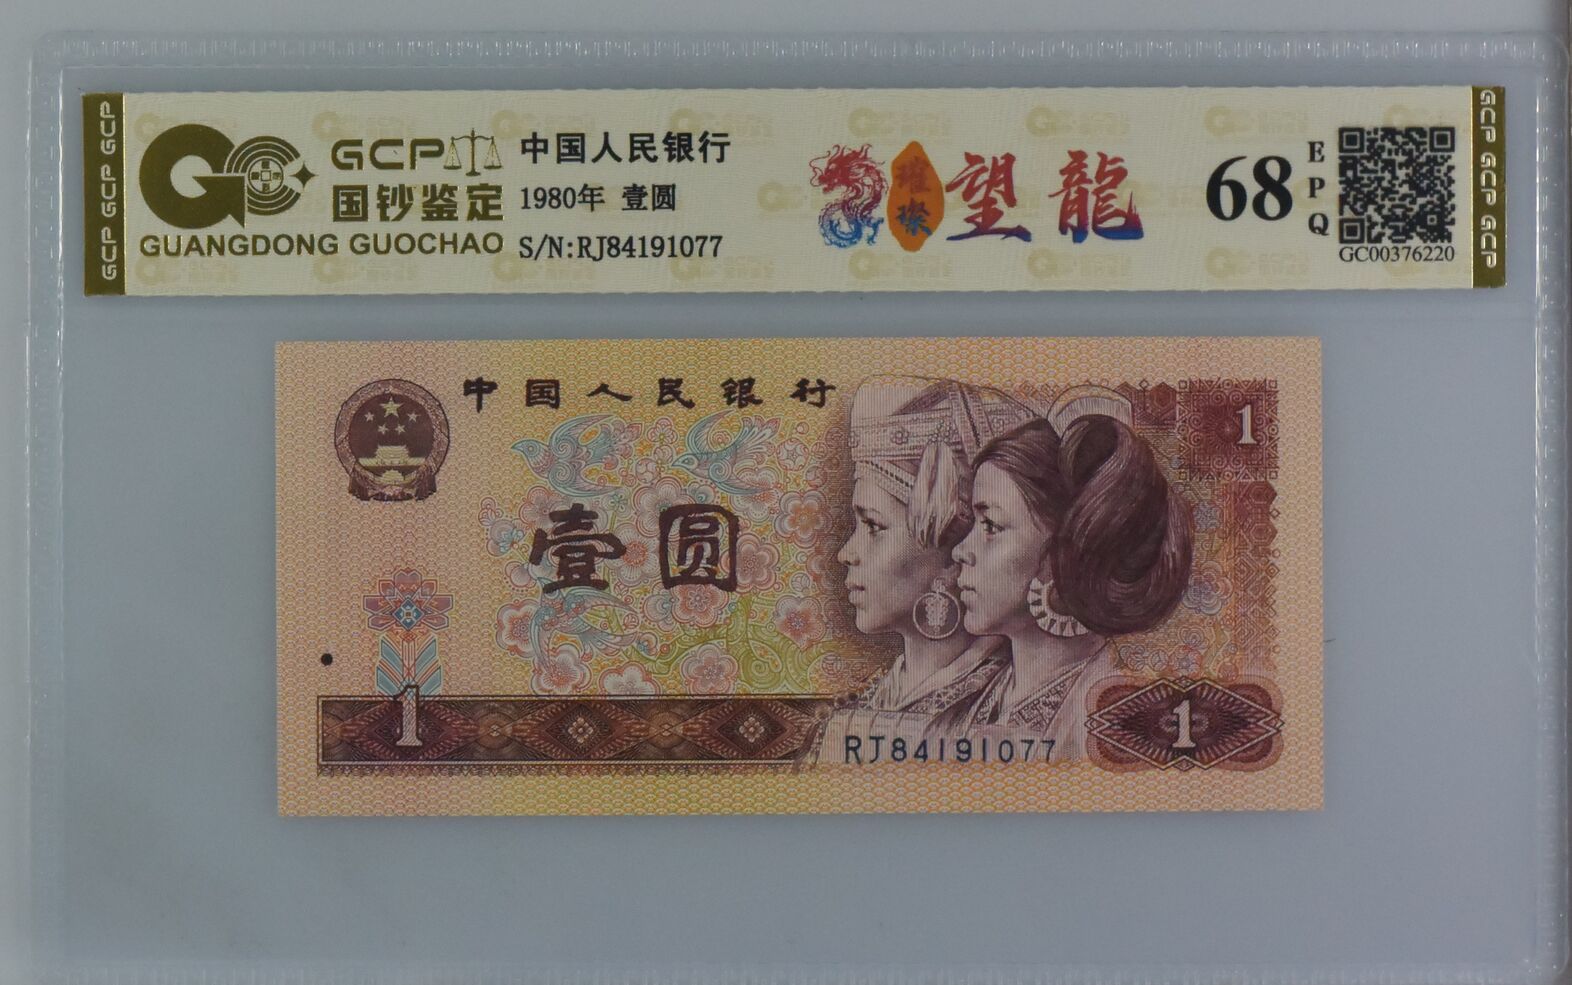 GCP GCP GCP
GCP
国钞鉴定
GUANGDONG GUOCHAO
中国人民银行
1980年 壹圆
S/N:RJ84191077
璀璨
望龍
68
EPQ
GC00376220
GCP GCP GCP
中国人民银行
1
壹圆
1
RJ84191077
1